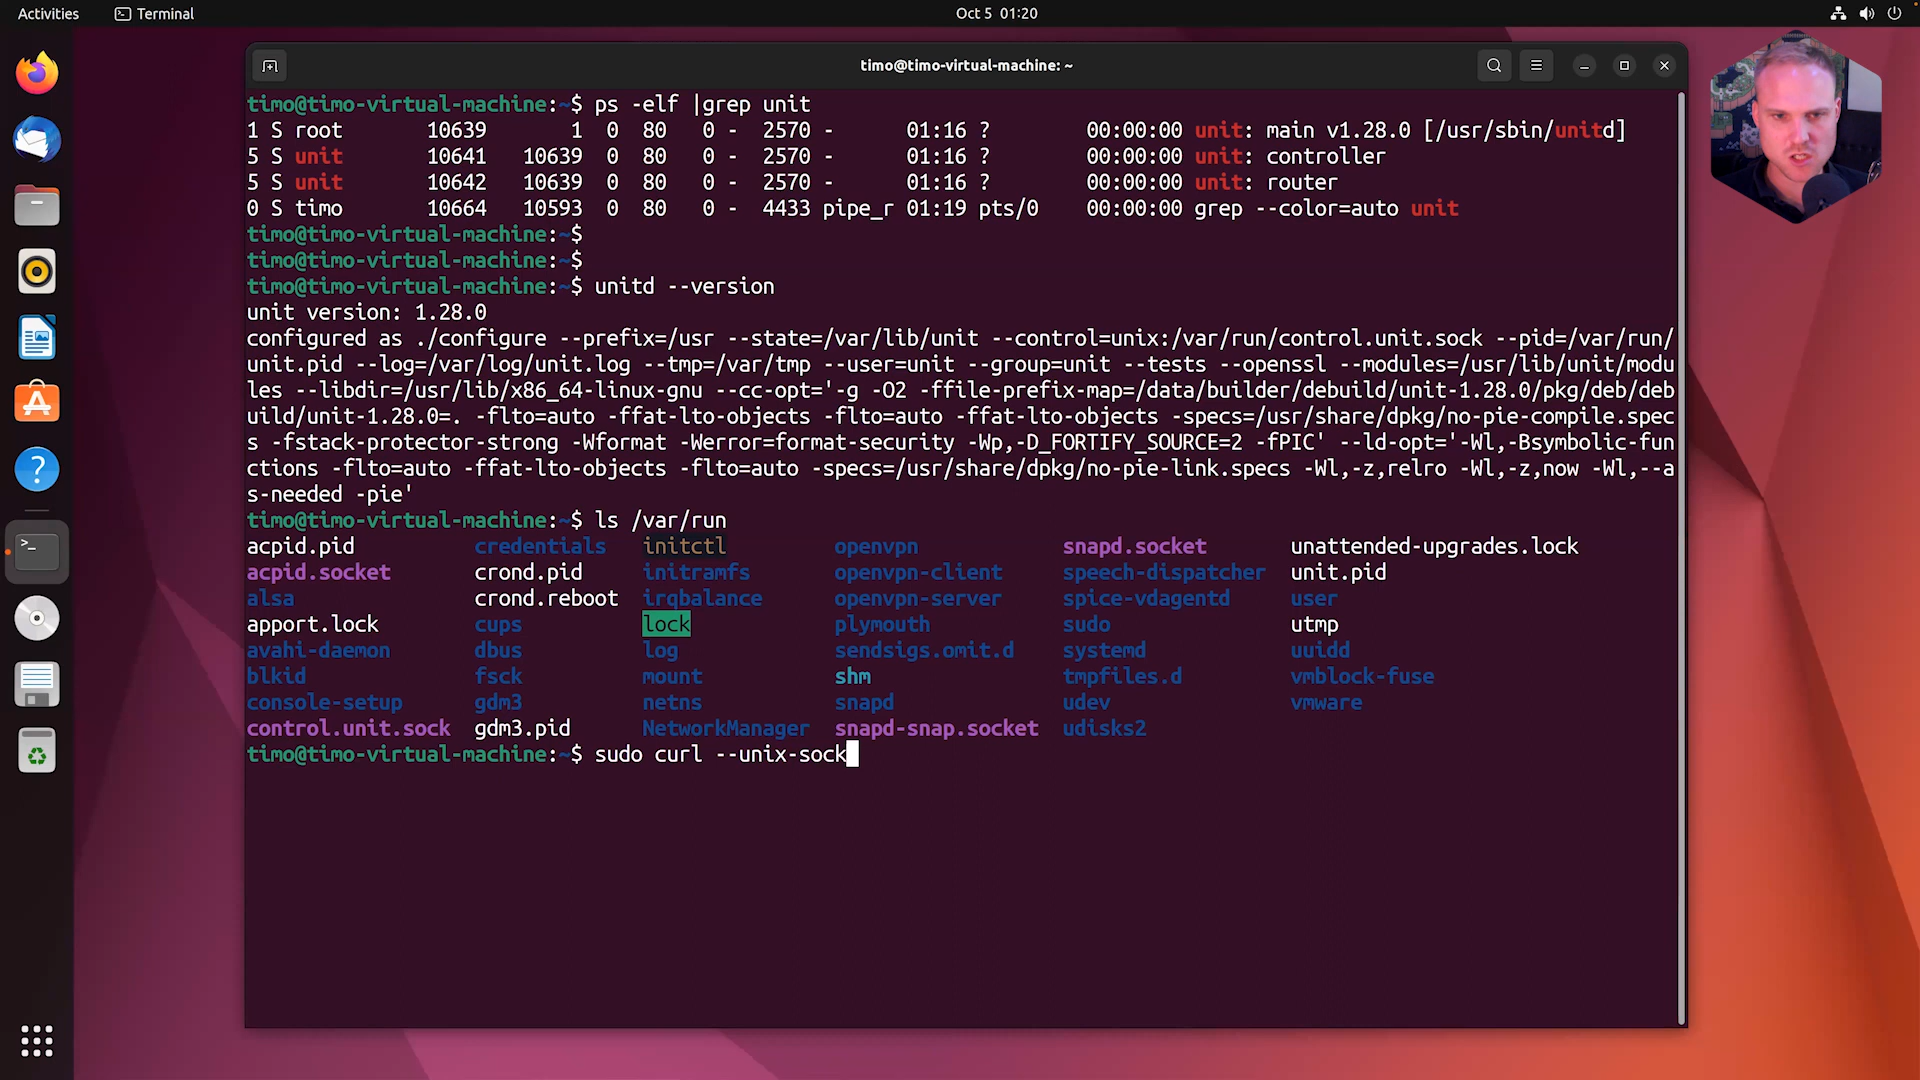 Activities Terminal Oct 5 01:20
timo@timo-virtual-machine: ~
timo@timo-virtual-machine:~$ ps -elf |grep unit
1 S root 10639 1 0 80 0 - 2570 - 01:16 ? 00:00:00 unit: main v1.28.0 [/usr/sbin/unitd]
5 S unit 10641 10639 0 80 0 - 2570 - 01:16 ? 00:00:00 unit: controller
5 S unit 10642 10639 0 80 0 - 2570 - 01:16 ? 00:00:00 unit: router
0 S timo 10664 10593 0 80 0 - 4433 pipe_r 01:19 pts/0 00:00:00 grep --color=auto unit
timo@timo-virtual-machine:~$
timo@timo-virtual-machine:~$
timo@timo-virtual-machine:~$ unitd --version
unit version: 1.28.0
configured as ./configure --prefix=/usr --state=/var/lib/unit --control=unix:/var/run/control.unit.sock --pid=/var/run/
unit.pid --log=/var/log/unit.log --tmp=/var/tmp --user=unit --group=unit --tests --openssl --modules=/usr/lib/unit/modu
les --libdir=/usr/lib/x86_64-linux-gnu --cc-opt='-g -O2 -ffile-prefix-map=/data/builder/debuild/unit-1.28.0/pkg/deb/deb
uild/unit-1.28.0=. -flto=auto -ffat-lto-objects -flto=auto -ffat-lto-objects -specs=/usr/share/dpkg/no-pie-compile.spec
s -fstack-protector-strong -Wformat -Werror=format-security -Wp,-D_FORTIFY_SOURCE=2 -fPIC' --ld-opt='-Wl,-Bsymbolic-fun
ctions -flto=auto -ffat-lto-objects -flto=auto -specs=/usr/share/dpkg/no-pie-link.specs -Wl,-z,relro -Wl,-z,now -Wl,--a
s-needed -pie'
timo@timo-virtual-machine:~$ ls /var/run
acpid.pid credentials initctl openvpn snapd.socket unattended-upgrades.lock
acpid.socket crond.pid initramfs openvpn-client speech-dispatcher unit.pid
alsa crond.reboot irqbalance openvpn-server spice-vdagentd user
apport.lock cups lock plymouth sudo utmp
avahi-daemon dbus log sendsigs.omit.d systemd uuidd
blkid fsck mount shm tmpfiles.d vmblock-fuse
console-setup gdm3 netns snapd udev vmware
control.unit.sock gdm3.pid NetworkManager snapd-snap.socket udisks2
timo@timo-virtual-machine:~$ sudo curl --unix-sock